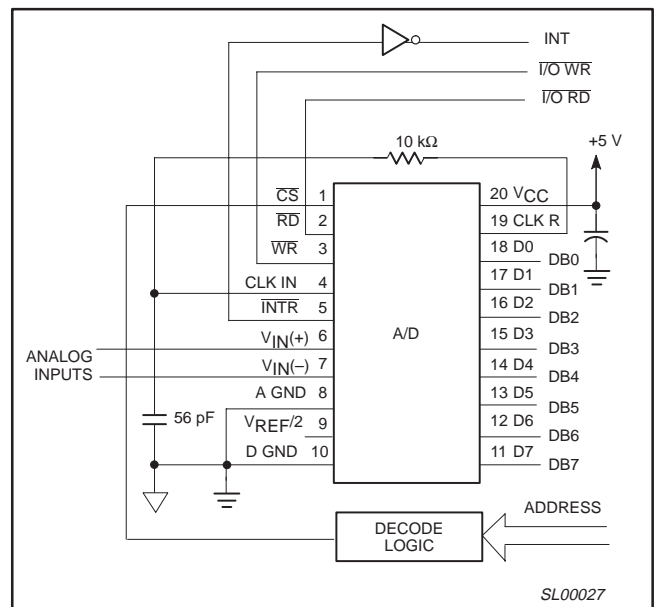 INT
I/O WR
I/O RD
10 kΩ
+5 V
CS 1
RD 2
WR 3
CLK IN 4
INTR 5
VIN(+) 6
VIN(–) 7
A GND 8
VREF/2 9
D GND 10
A/D
20 VCC
19 CLK R
18 D0
17 D1
16 D2
15 D3
14 D4
13 D5
12 D6
11 D7
DB0
DB1
DB2
DB3
DB4
DB5
DB6
DB7
ANALOG
INPUTS
56 pF
ADDRESS
DECODE
LOGIC
SL00027